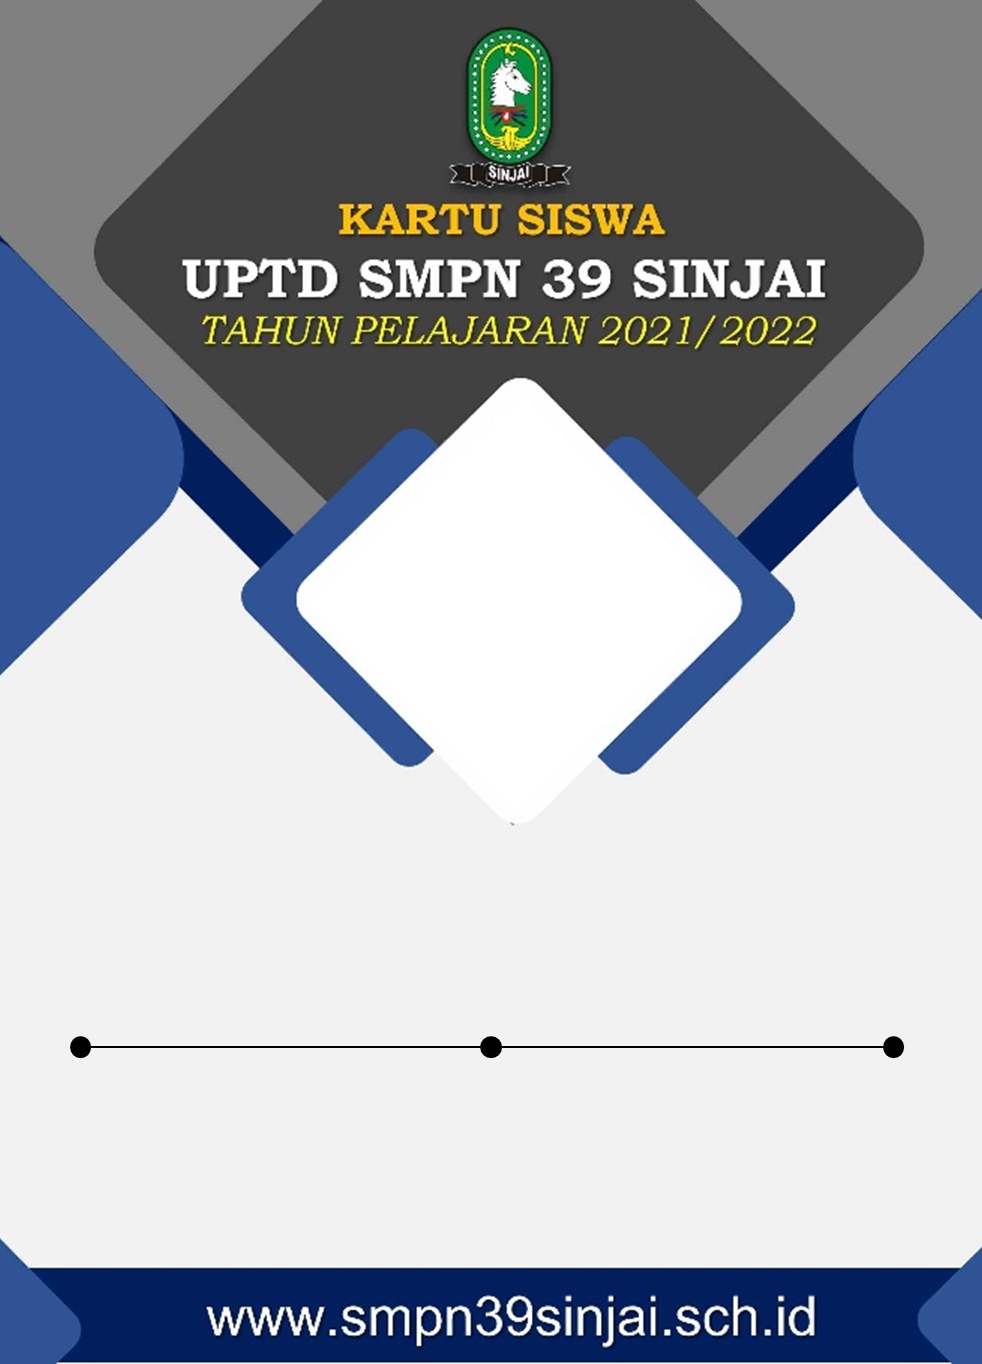 SINJAI
KARTU SISWA
UPTD SMPN 39 SINJAI
TAHUN PELAJARAN 2021/2022
www.smpn39sinjai.sch.id